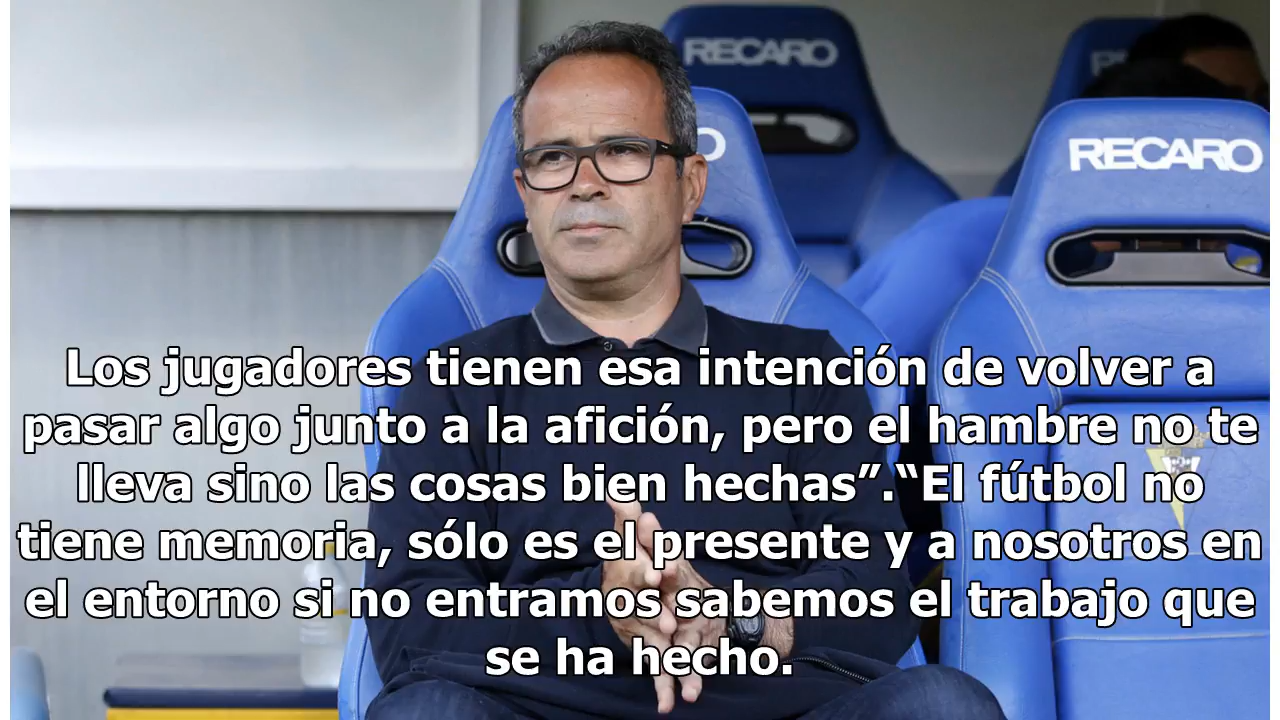 RECARO
RECARO
Los jugadores tienen esa intención de volver a
pasar algo junto a la afición, pero el hambre no te
lleva sino las cosas bien hechas”.“El fútbol no
tiene memoria, sólo es el presente y a nosotros en
el entorno si no entramos sabemos el trabajo que
se ha hecho.